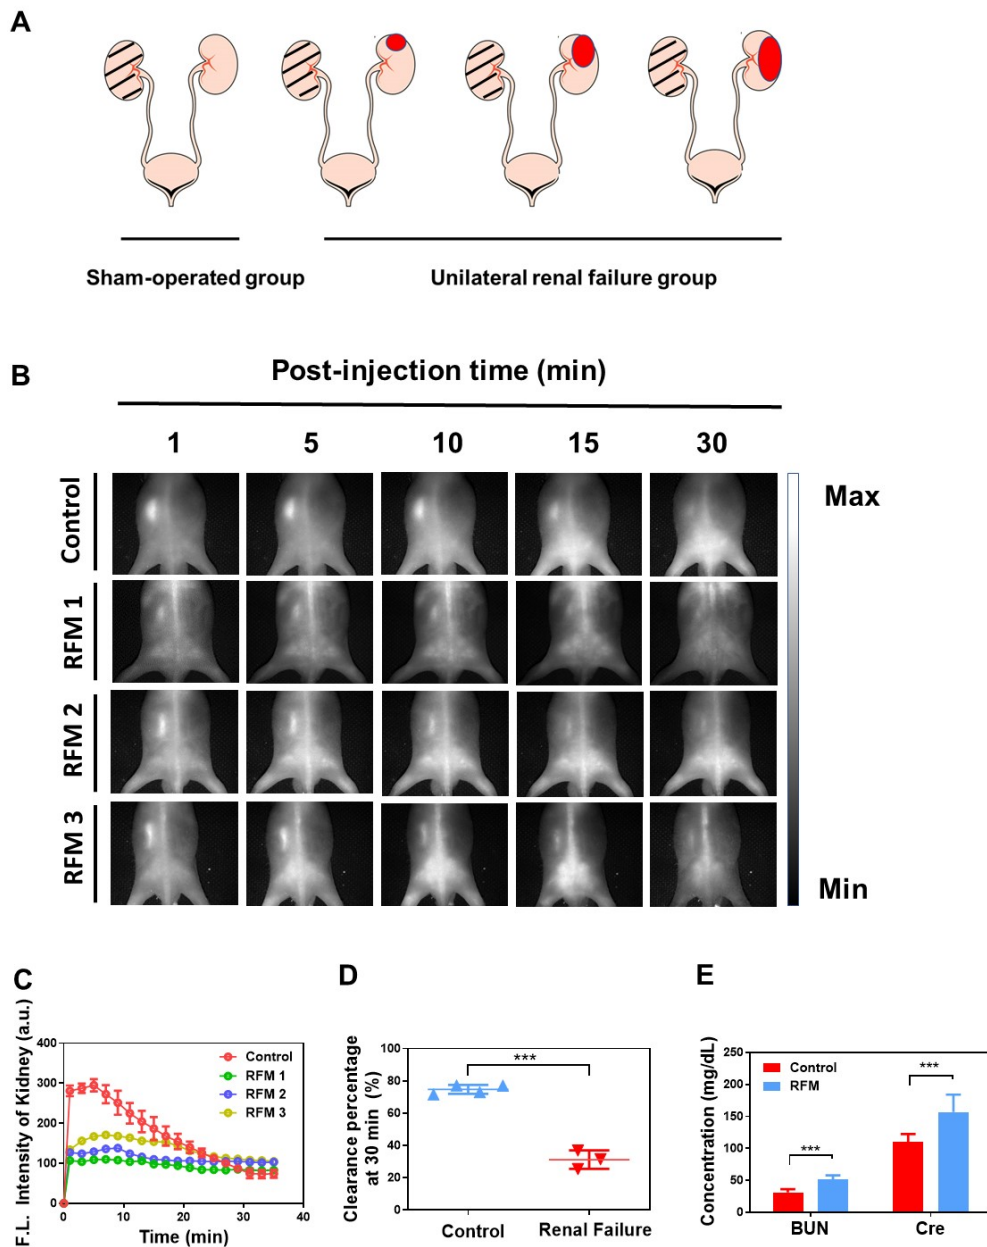 A
Sham-operated group
Unilateral renal failure group
B
Post-injection time (min)
1 5 10 15 30
Control
RFM 1
RFM 2
RFM 3
Max
Min
C
F.L. Intensity of Kidney (a.u.)
400
300
200
100
0
0 10 20 30 40
Time (min)
Control
RFM 1
RFM 2
RFM 3
D
Clearance percentage
at 30 min (%)
100
80
60
40
20
0
***
Control Renal Failure
E
Concentration (mg/dL)
250
200
150
100
50
0
Control
RFM
***
***
BUN Cre